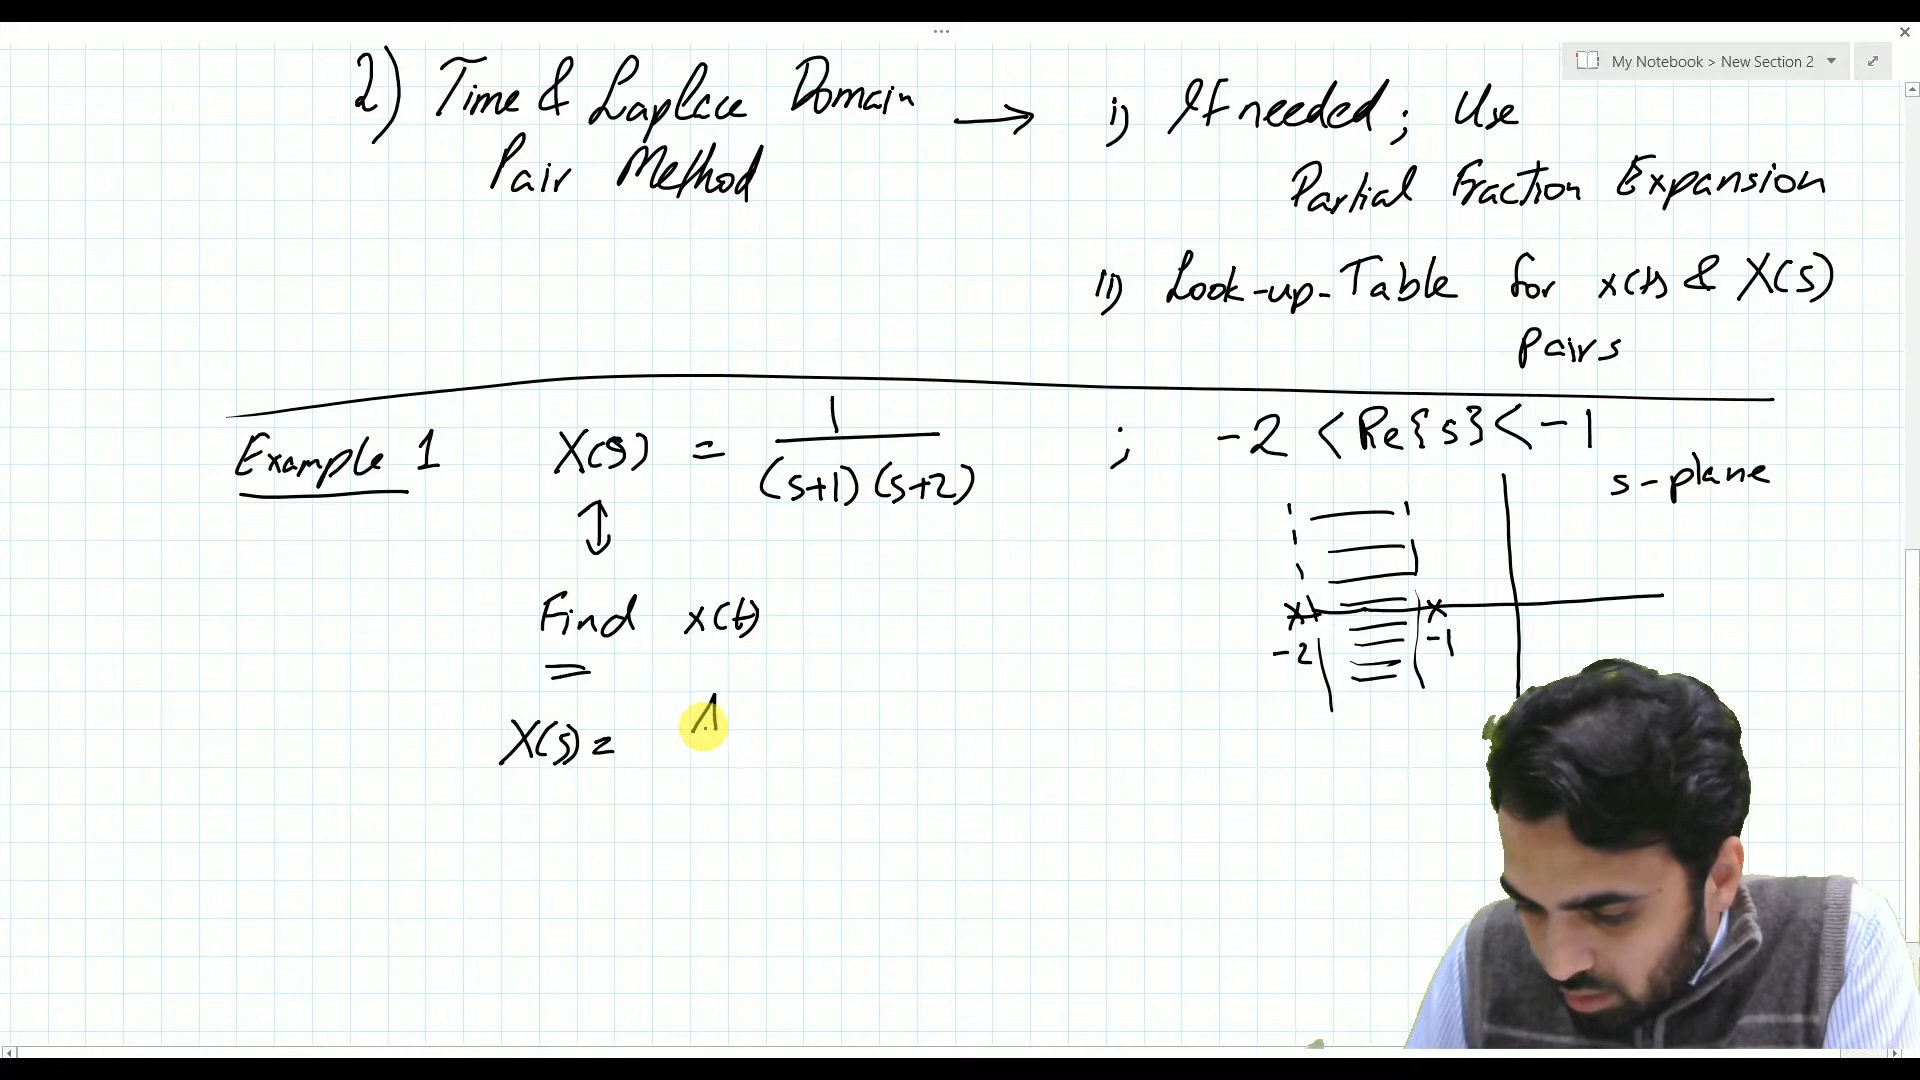 My Notebook > New Section 2
2) Time & Laplace Domain → i) If needed; Use
Pair Method
Partial Fraction Expansion
ii) Look-up-Table for x(t) & X(s)
Pairs
Example 1 X(s) = 1 / (s+1)(s+2) ; -2 < Re{s} < -1
s-plane
↕
Find x(t)
x x
-2 -1
X(s) = A